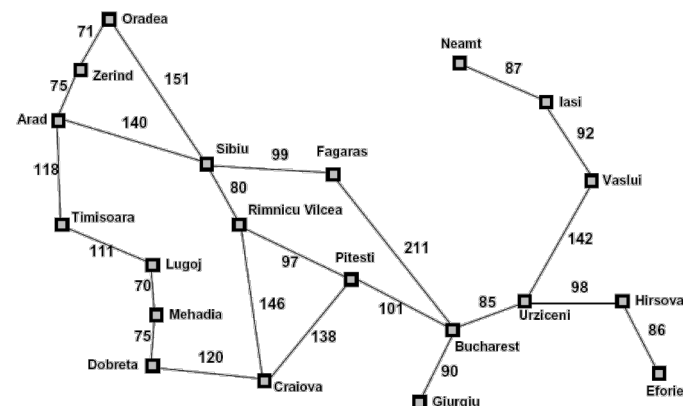 71
Oradea
Neamt
87
Zerind
75
151
Iasi
Arad
140
92
Sibiu
99
Fagaras
118
80
Vaslui
Rimnicu Vilcea
Timisoara
211
142
111
Lugoj
97
Pitesti
70
98
Hirsova
146
85
Mehadia
101
Urziceni
75
138
Bucharest
86
Dobreta
120
90
Craiova
Eforie
Giurgiu